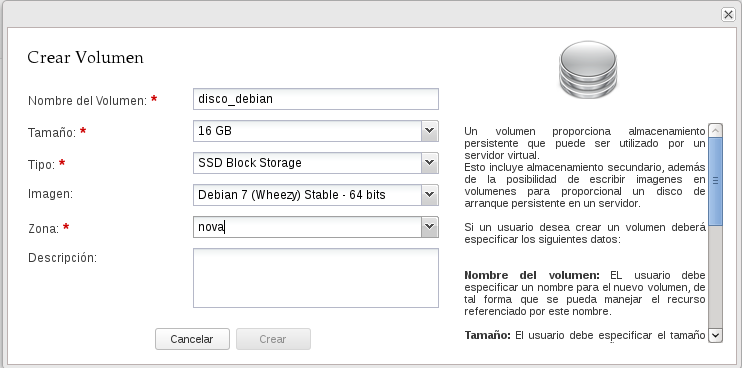 Crear Volumen
Nombre del Volumen: *
disco_debian
Tamaño: *
16 GB
Tipo: *
SSD Block Storage
Imagen:
Debian 7 (Wheezy) Stable - 64 bits
Zona: *
nova
Descripción:
Cancelar
Crear
Un volumen proporciona almacenamiento
persistente que puede ser utilizado por un
servidor virtual.
Esto incluye almacenamiento secundario, además
de la posibilidad de escribir imagenes en
volumenes para proporcional un disco de
arranque persistente en un servidor.
Si un usuario desea crear un volumen deberá
especificar los siguientes datos:
Nombre del volumen: EL usuario debe
especificar un nombre para el nuevo volumen, de
tal forma que se pueda manejar el recurso
referenciado por este nombre.
Tamaño: El usuario debe especificar el tamaño